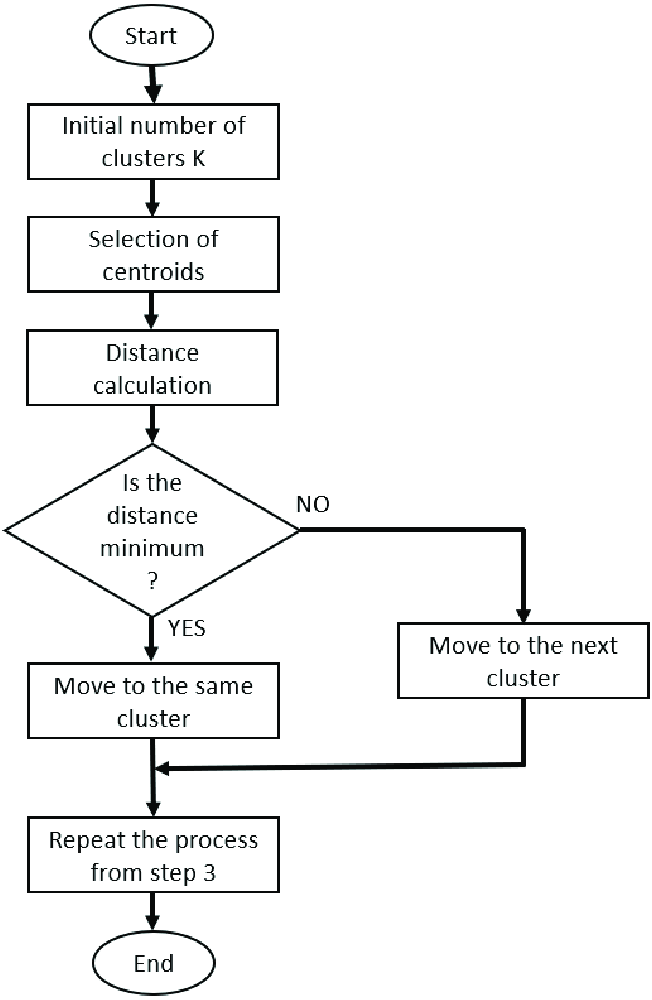 Start
Initial number of
clusters K
Selection of
centroids
Distance
calculation
Is the
distance
minimum
?
NO
YES
Move to the same
cluster
Move to the next
cluster
Repeat the process
from step 3
End